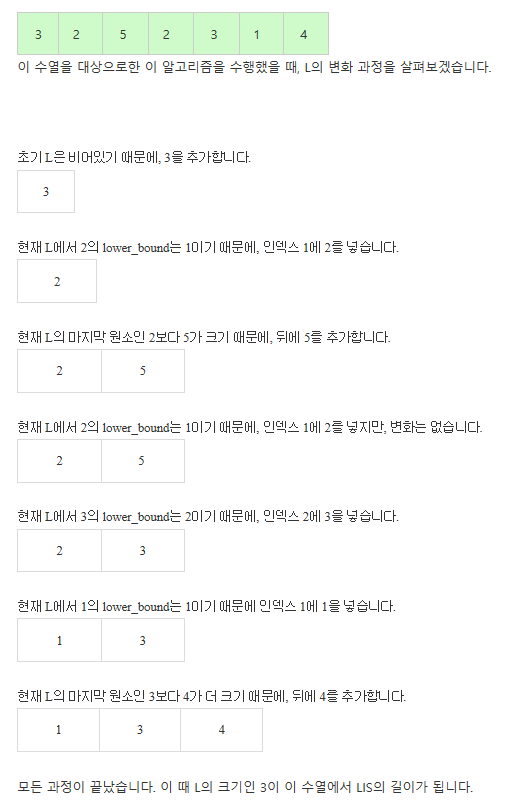 3 2 5 2 3 1 4
이 수열을 대상으로한 이 알고리즘을 수행했을 때, L의 변화 과정을 살펴보겠습니다.
초기 L은 비어있기 때문에, 3을 추가합니다.
3
현재 L에서 2의 lower_bound는 1이기 때문에, 인덱스 1에 2를 넣습니다.
2
현재 L의 마지막 원소인 2보다 5가 크기 때문에, 뒤에 5를 추가합니다.
2 5
현재 L에서 2의 lower_bound는 1이기 때문에, 인덱스 1에 2를 넣지만, 변화는 없습니다.
2 5
현재 L에서 3의 lower_bound는 2이기 때문에, 인덱스 2에 3을 넣습니다.
2 3
현재 L에서 1의 lower_bound는 1이기 때문에 인덱스 1에 1을 넣습니다.
1 3
현재 L의 마지막 원소인 3보다 4가 더 크기 때문에, 뒤에 4를 추가합니다.
1 3 4
모든 과정이 끝났습니다. 이 때 L의 크기인 3이 이 수열에서 LIS의 길이가 됩니다.